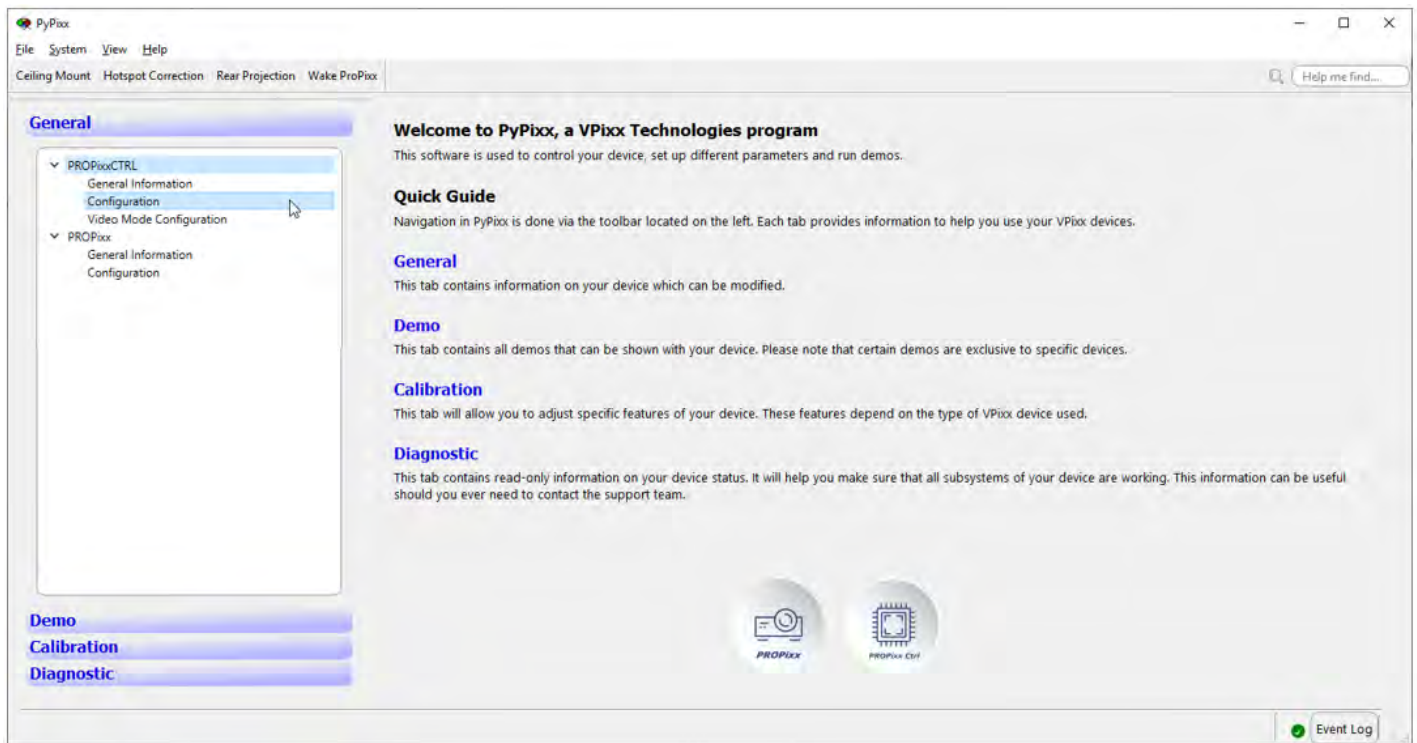 PyPixx
File System View Help
Ceiling Mount Hotspot Correction Rear Projection Wake ProPixx
Help me find...
General
PROPixxCTRL
General Information
Configuration
Video Mode Configuration
PROPixx
General Information
Configuration
Demo
Calibration
Diagnostic
Welcome to PyPixx, a VPixx Technologies program
This software is used to control your device, set up different parameters and run demos.
Quick Guide
Navigation in PyPixx is done via the toolbar located on the left. Each tab provides information to help you use your VPixx devices.
General
This tab contains information on your device which can be modified.
Demo
This tab contains all demos that can be shown with your device. Please note that certain demos are exclusive to specific devices.
Calibration
This tab will allow you to adjust specific features of your device. These features depend on the type of VPixx device used.
Diagnostic
This tab contains read-only information on your device status. It will help you make sure that all subsystems of your device are working. This information can be useful
should you ever need to contact the support team.
PROPixx
PROPixx Ctrl
Event Log